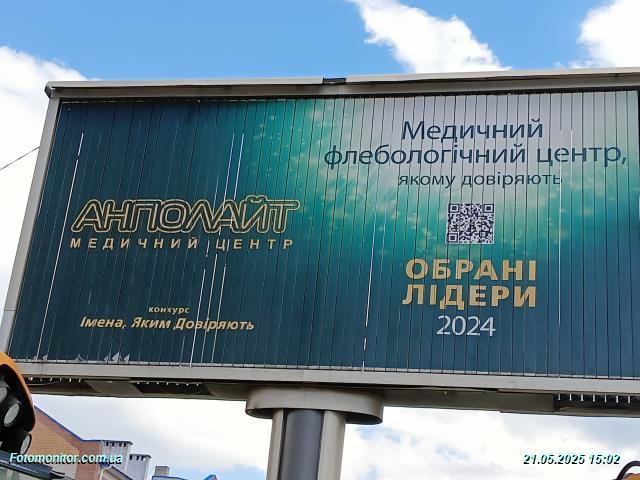 Медичний
флебологічний центр,
якому довіряють
АНПОЛАЙТ
МЕДИЧНИЙ ЦЕНТР
ОБРАНІ
ЛІДЕРИ
2024
конкурс
Імена, Яким Довіряють
Fotomonitor.com.ua
21.05.2025 15:02